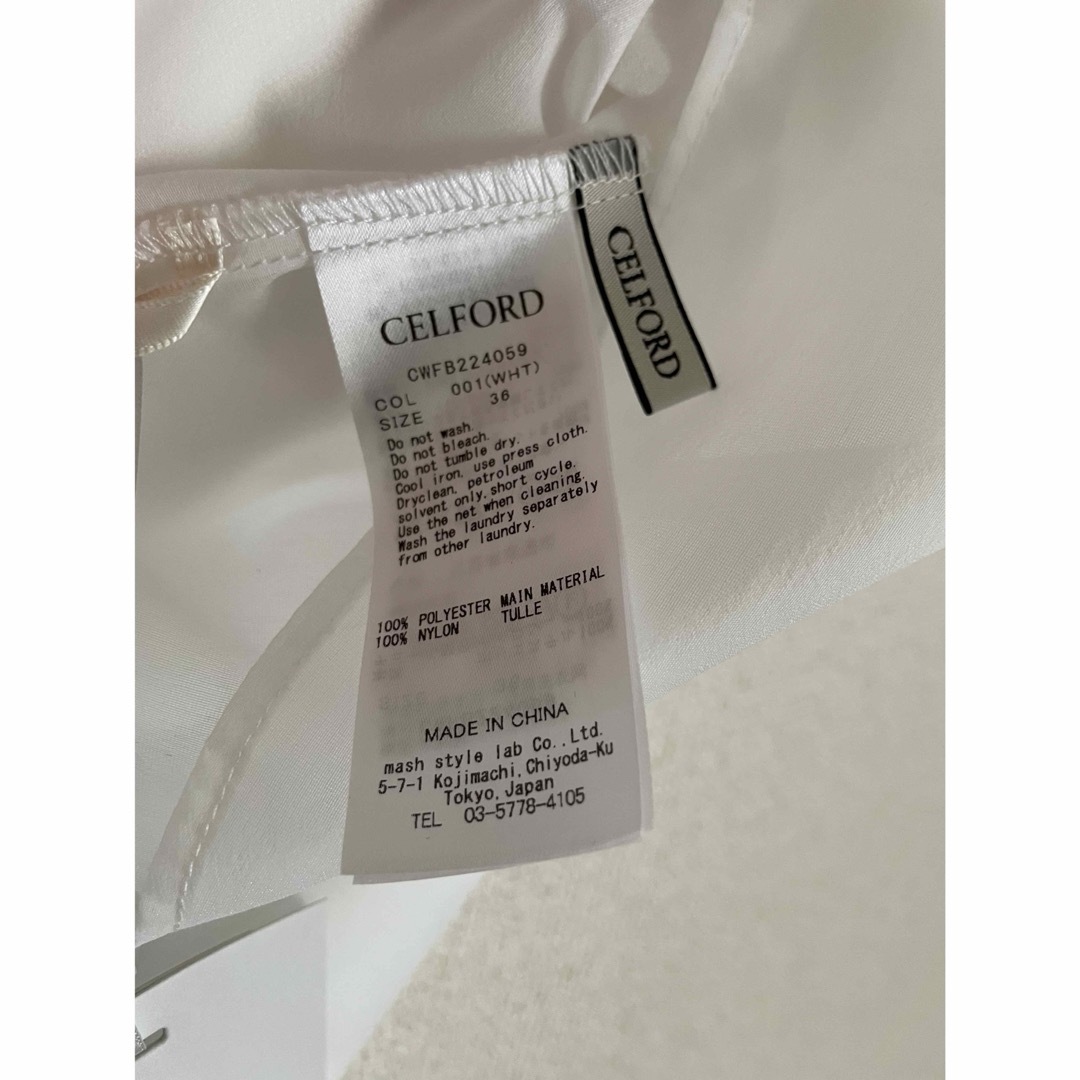 CELFORD
CWFB224059
COL 001(WHT)
SIZE 36
Do not wash.
Do not bleach.
Do not tumble dry.
Cool iron, use press cloth.
Dryclean, petroleum
solvent only, short cycle.
Use the net when cleaning.
Wash the laundry separately
from other laundry.
100% POLYESTER MAIN MATERIAL
100% NYLON TULLE
MADE IN CHINA
mash style lab Co.,Ltd.
5-7-1 Kojimachi,Chiyoda-Ku
Tokyo,Japan
TEL 03-5778-4105
CELFORD